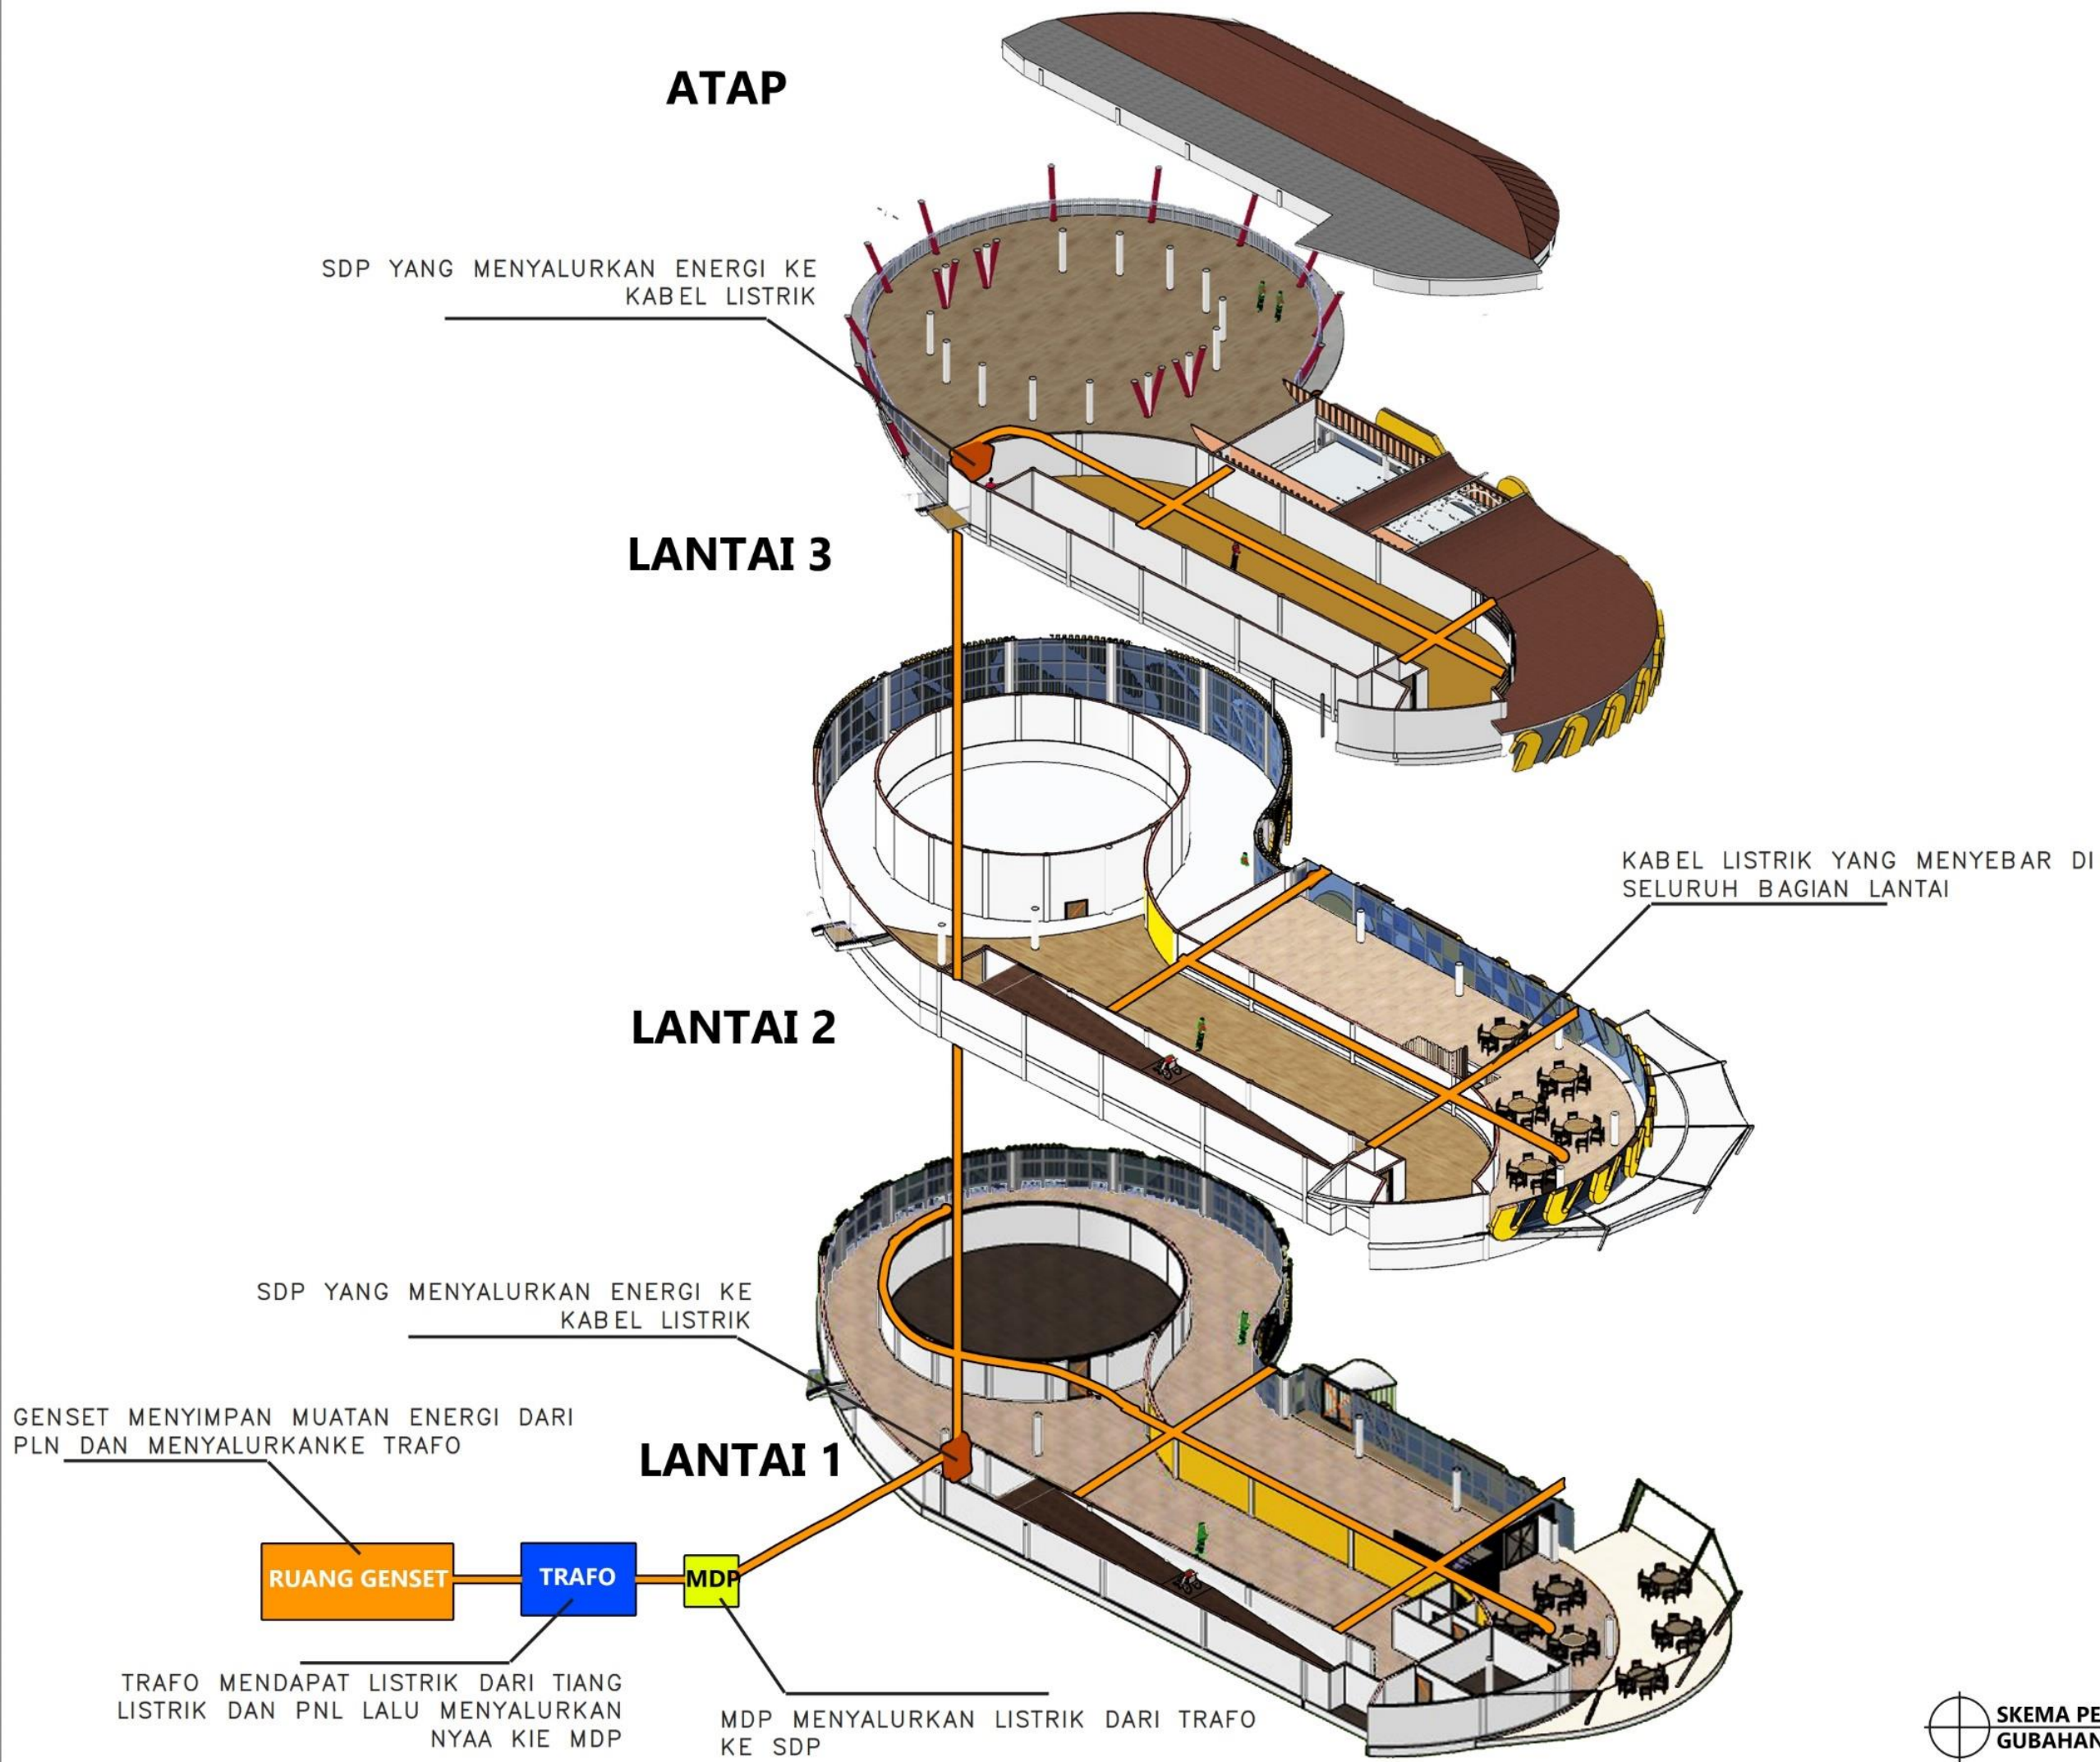 ATAP
SDP YANG MENYALURKAN ENERGI KE
KABEL LISTRIK
LANTAI 3
KABEL LISTRIK YANG MENYEBAR DI
SELURUH BAGIAN LANTAI
LANTAI 2
SDP YANG MENYALURKAN ENERGI KE
KABEL LISTRIK
GENSET MENYIMPAN MUATAN ENERGI DARI
PLN DAN MENYALURKANKE TRAFO
LANTAI 1
RUANG GENSET
TRAFO
MDP
TRAFO MENDAPAT LISTRIK DARI TIANG
LISTRIK DAN PNL LALU MENYALURKAN
NYAA KIE MDP
MDP MENYALURKAN LISTRIK DARI TRAFO
KE SDP
SKEMA PE
GUBAHAN